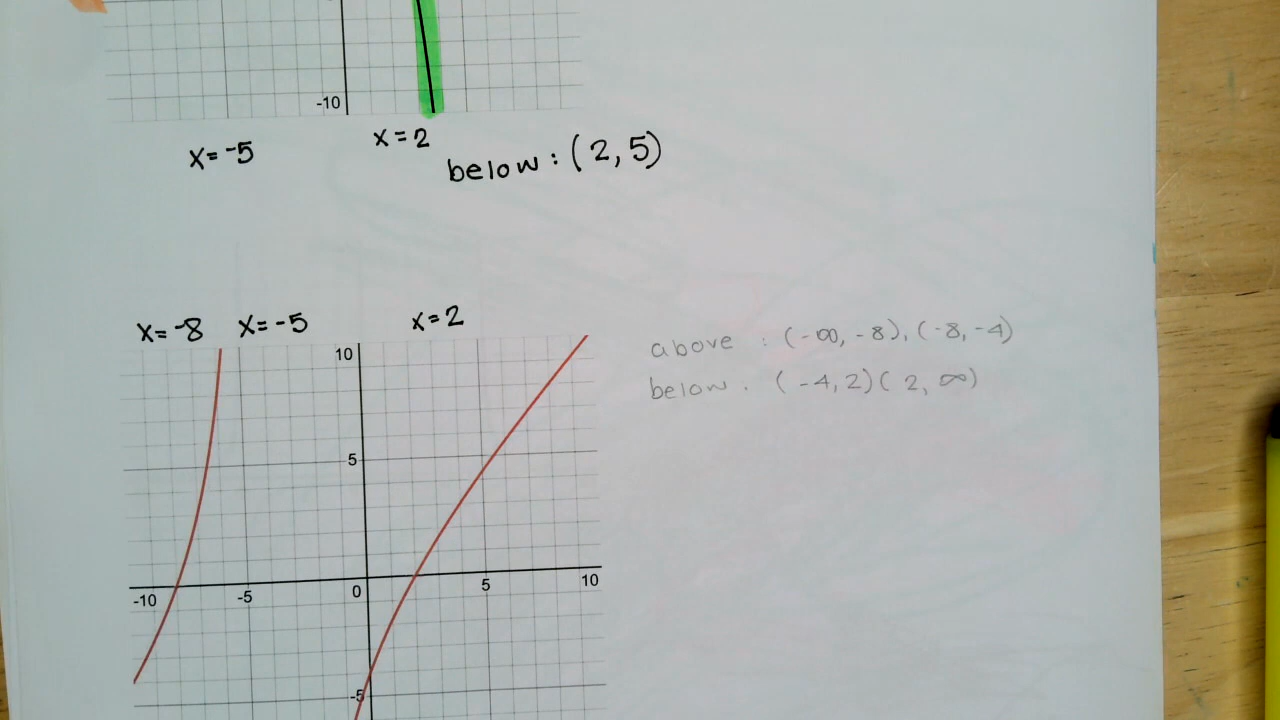 -10
x=-5
x=2
below: (2,5)
x=-8 x=-5 x=2
above : (-∞,-8),(-8,-4)
below. (-4,2)(2,∞)
10
5
-10 -5 0 5 10
-5